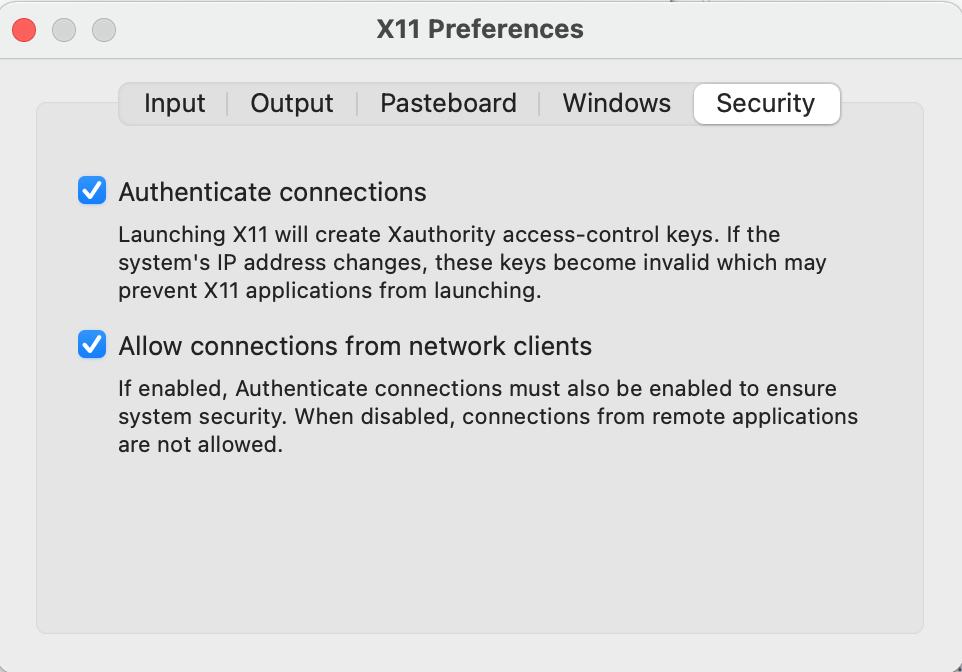 X11 Preferences
Input
Output
Pasteboard
Windows
Security
Authenticate connections
Launching X11 will create Xauthority access-control keys. If the
system's IP address changes, these keys become invalid which may
prevent X11 applications from launching.
Allow connections from network clients
If enabled, Authenticate connections must also be enabled to ensure
system security. When disabled, connections from remote applications
are not allowed.